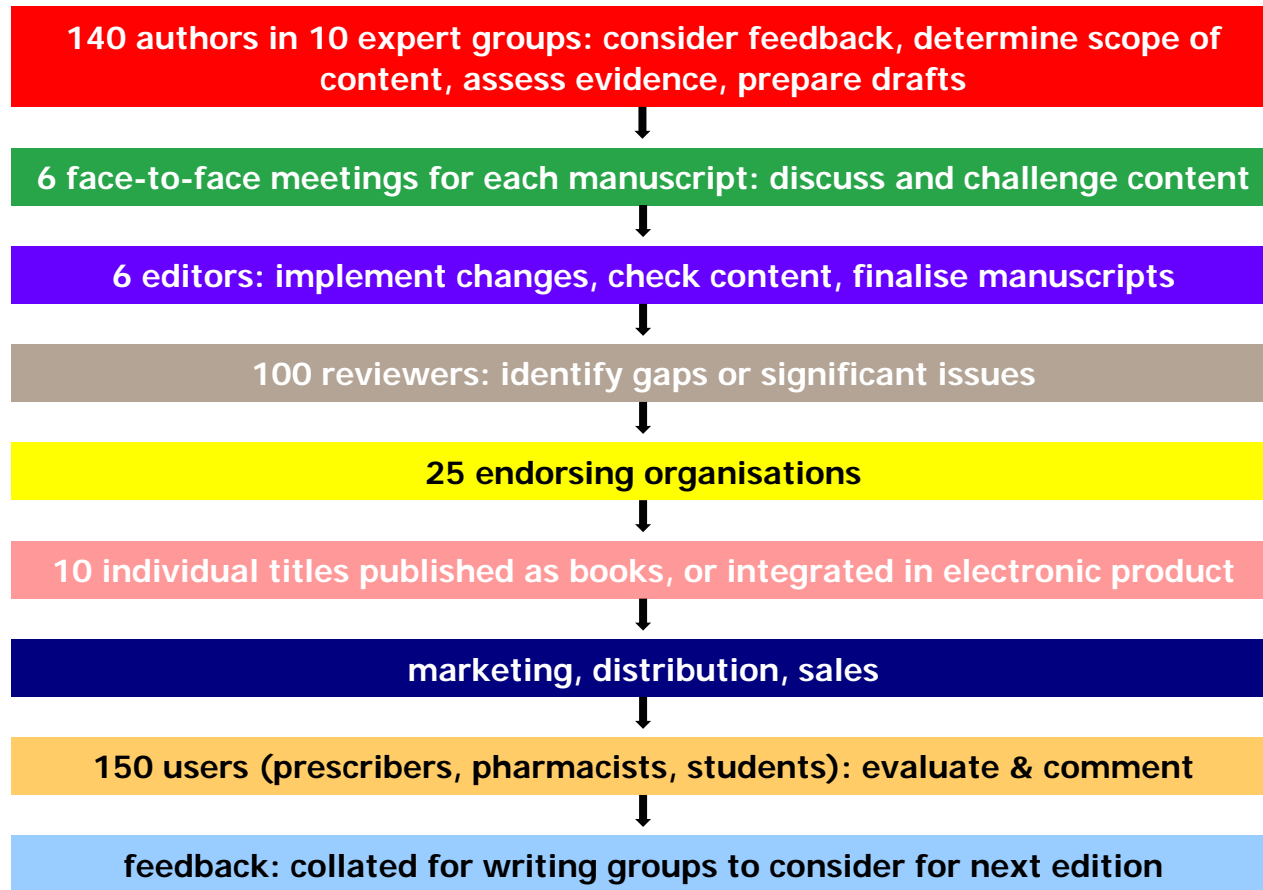 140 authors in 10 expert groups: consider feedback, determine scope of
content, assess evidence, prepare drafts
6 face-to-face meetings for each manuscript: discuss and challenge content
6 editors: implement changes, check content, finalise manuscripts
100 reviewers: identify gaps or significant issues
25 endorsing organisations
10 individual titles published as books, or integrated in electronic product
marketing, distribution, sales
150 users (prescribers, pharmacists, students): evaluate & comment
feedback: collated for writing groups to consider for next edition